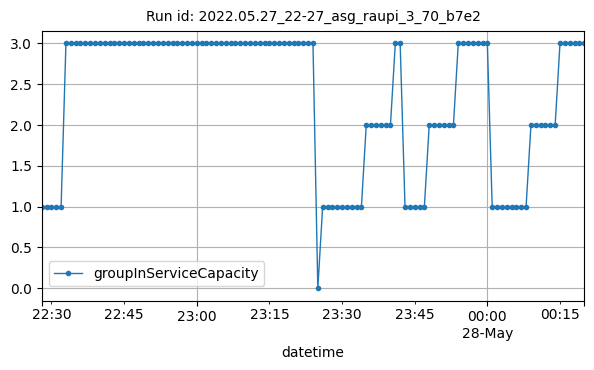 Run id: 2022.05.27_22-27_asg_raupi_3_70_b7e2
3.0
2.5
2.0
1.5
1.0
0.5
0.0
groupInServiceCapacity
22:30 22:45 23:00 23:15 23:30 23:45 00:00 00:15
28-May
datetime